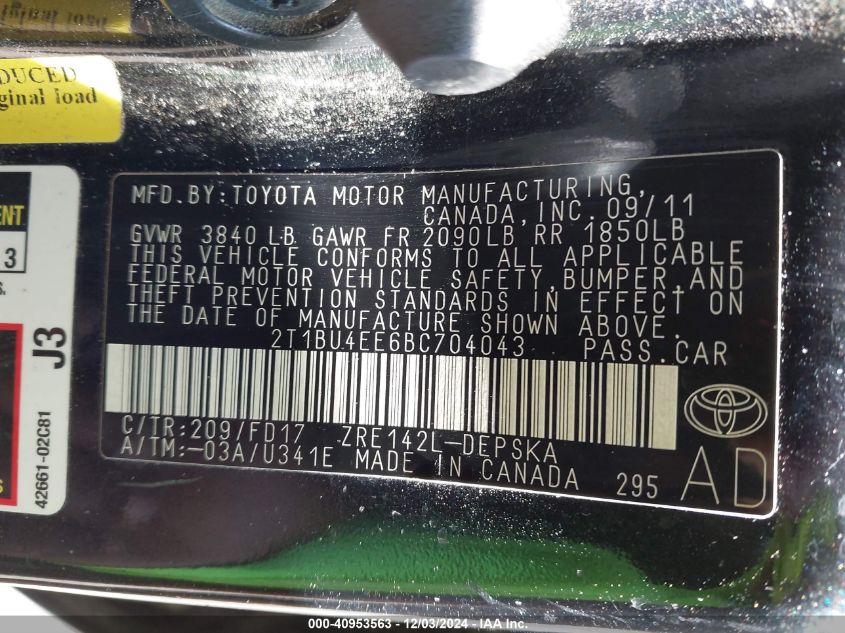 DUCED
ginal load
ENT
3
S.
J3
42661-02C81
S
MFD.BY:TOYOTA MOTOR MANUFACTURING,
CANADA,INC.09/11
GVWR 3840 LB GAWR FR 2090LB RR 1850LB
THIS VEHICLE CONFORMS TO ALL APPLICABLE
FEDERAL MOTOR VEHICLE SAFETY,BUMPER,AND
THEFT PREVENTION STANDARDS IN EFFECT ON
THE DATE OF MANUFACTURE SHOWN ABOVE.
2T1BU4EE6BC704043 PASS.CAR
C/TR:209/FD17 ZRE142L-DEPSKA
A/TM:-03A/U341E MADE IN CANADA 295 AD
000-40953563 - 12/03/2024 - IAA Inc.